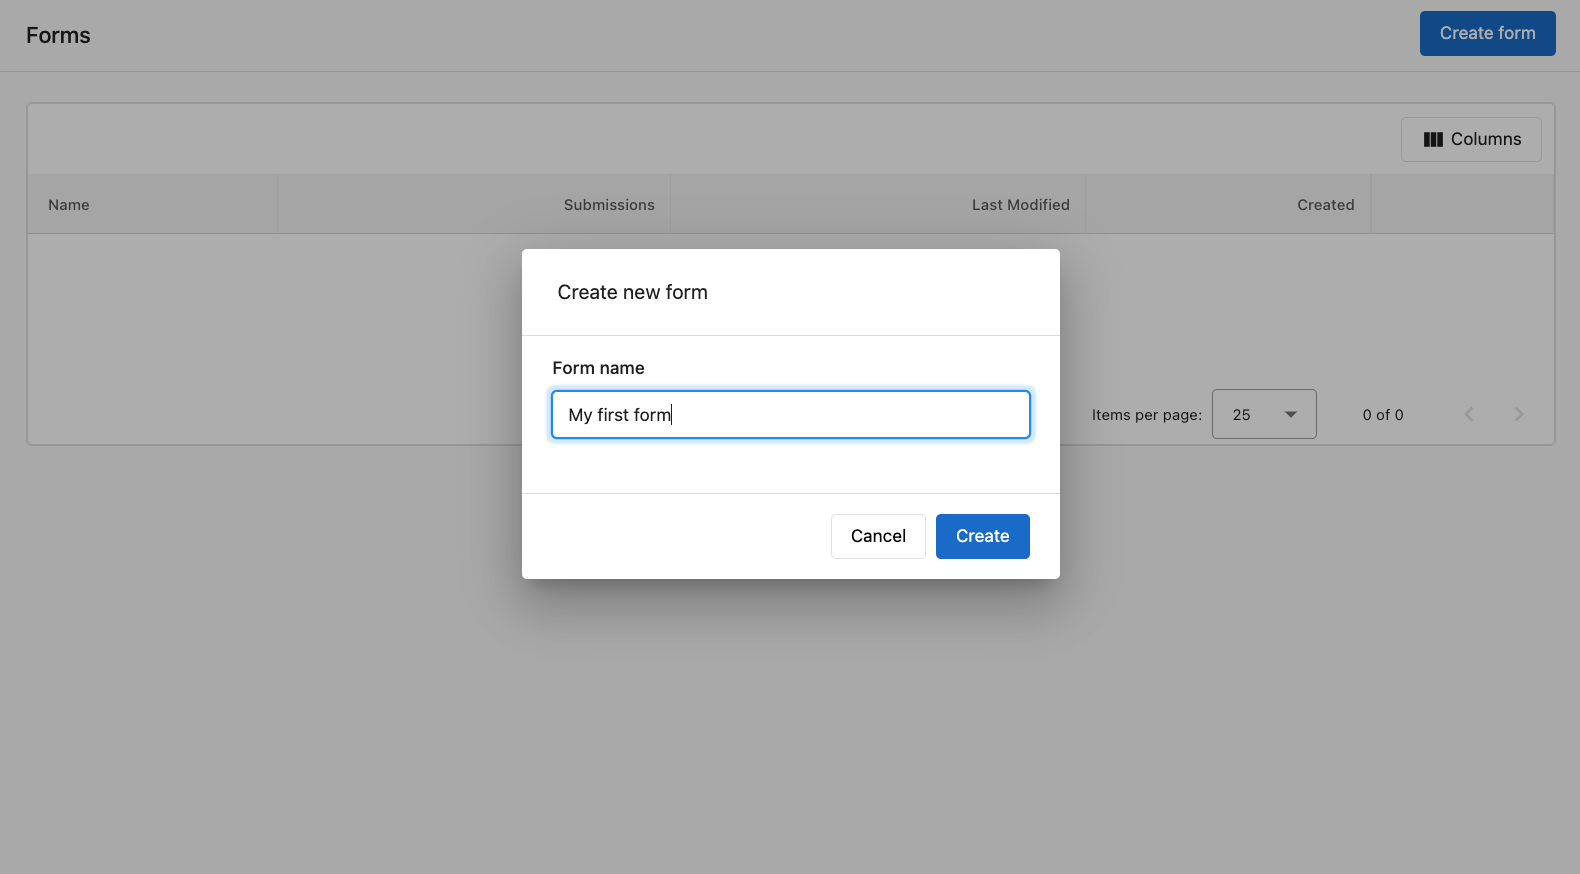 Forms
Create form
Columns
Name Submissions Last Modified Created
Create new form
Form name
My first form
Items per page: 25 0 of 0
Cancel Create